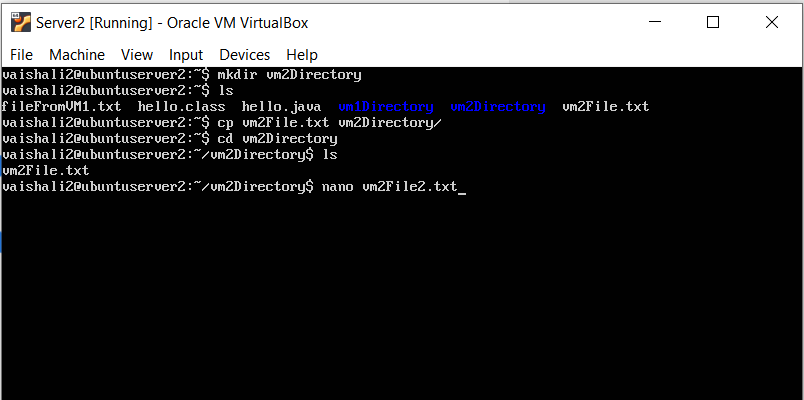 Server2 [Running] - Oracle VM VirtualBox
File Machine View Input Devices Help
vaishali2@ubuntuserver2:~$ mkdir vm2Directory
vaishali2@ubuntuserver2:~$ ls
fileFromVM1.txt hello.class hello.java vm1Directory vm2Directory vm2File.txt
vaishali2@ubuntuserver2:~$ cp vm2File.txt vm2Directory/
vaishali2@ubuntuserver2:~$ cd vm2Directory
vaishali2@ubuntuserver2:~/vm2Directory$ ls
vm2File.txt
vaishali2@ubuntuserver2:~/vm2Directory$ nano vm2File2.txt_